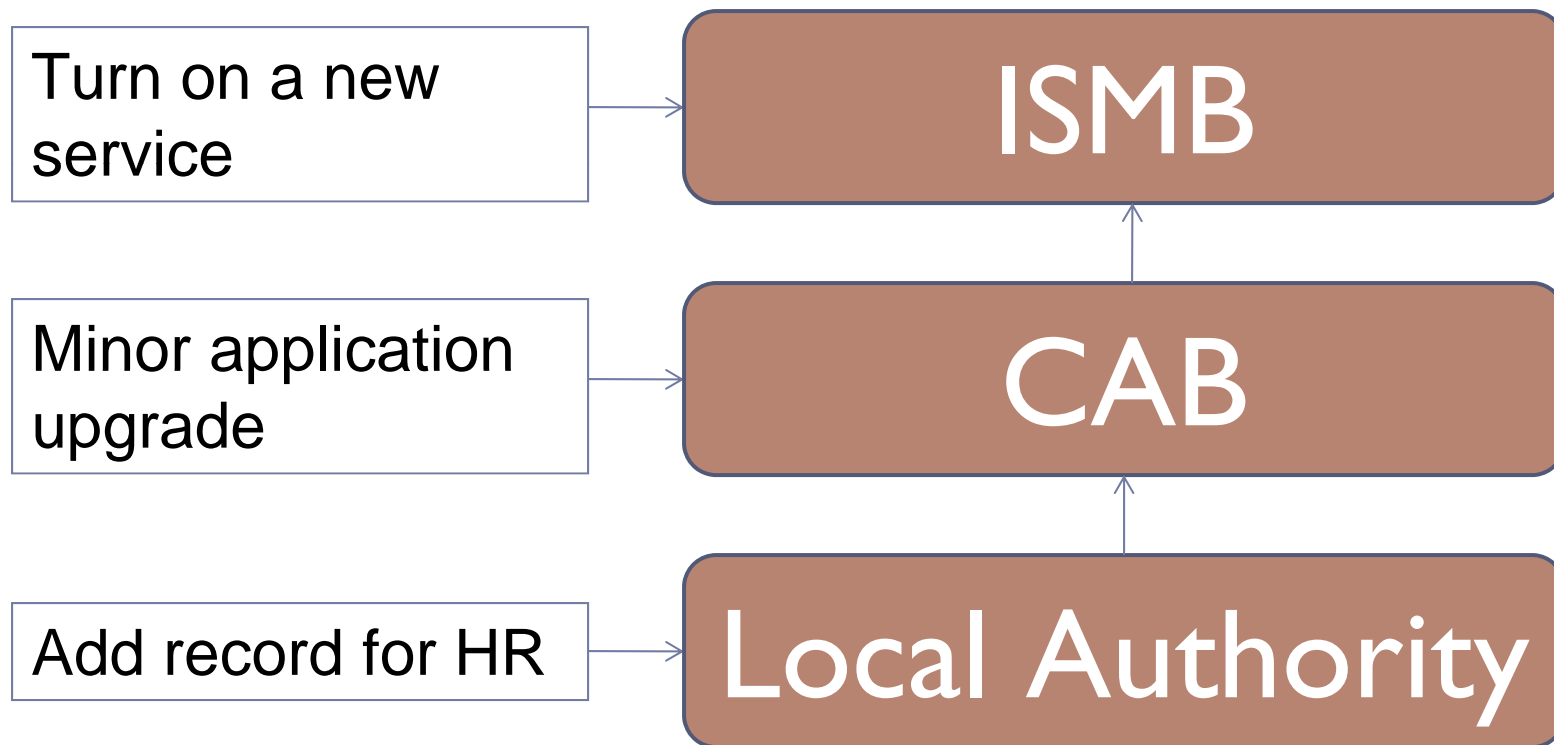 Turn on a new
service
ISMB
Minor application
upgrade
CAB
Add record for HR
Local Authority